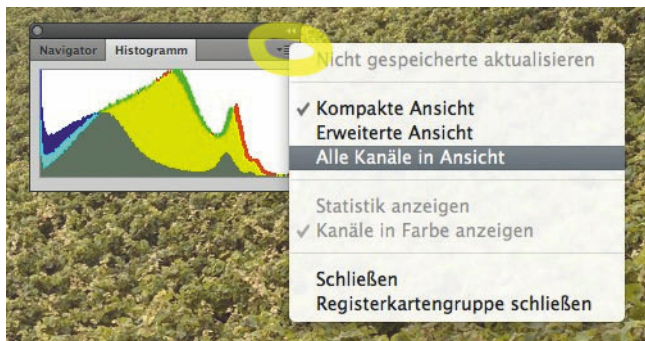 Navigator Histogramm
Nicht gespeicherte aktualisieren
Kompakte Ansicht
Erweiterte Ansicht
Alle Kanäle in Ansicht
Statistik anzeigen
Kanäle in Farbe anzeigen
Schließen
Registerkartengruppe schließen